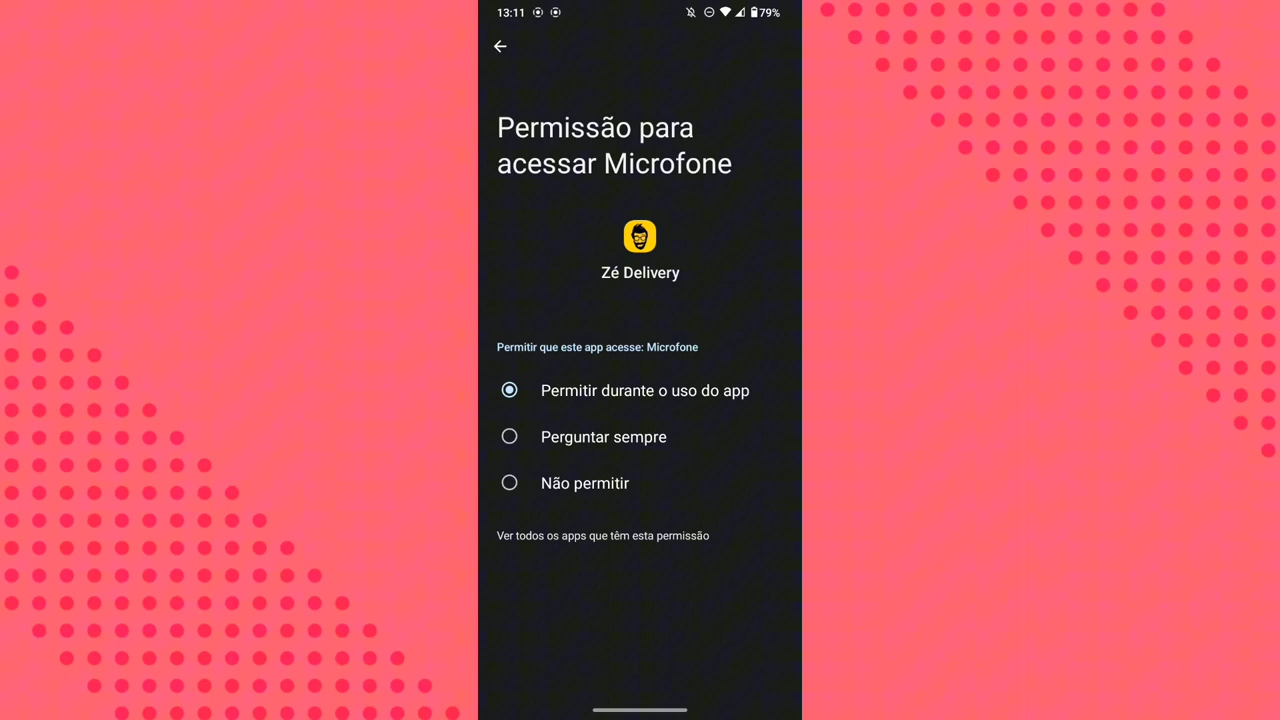 13:11
79%
Permissão para
acessar Microfone
Zé Delivery
Permitir que este app acesse: Microfone
Permitir durante o uso do app
Perguntar sempre
Não permitir
Ver todos os apps que têm esta permissão